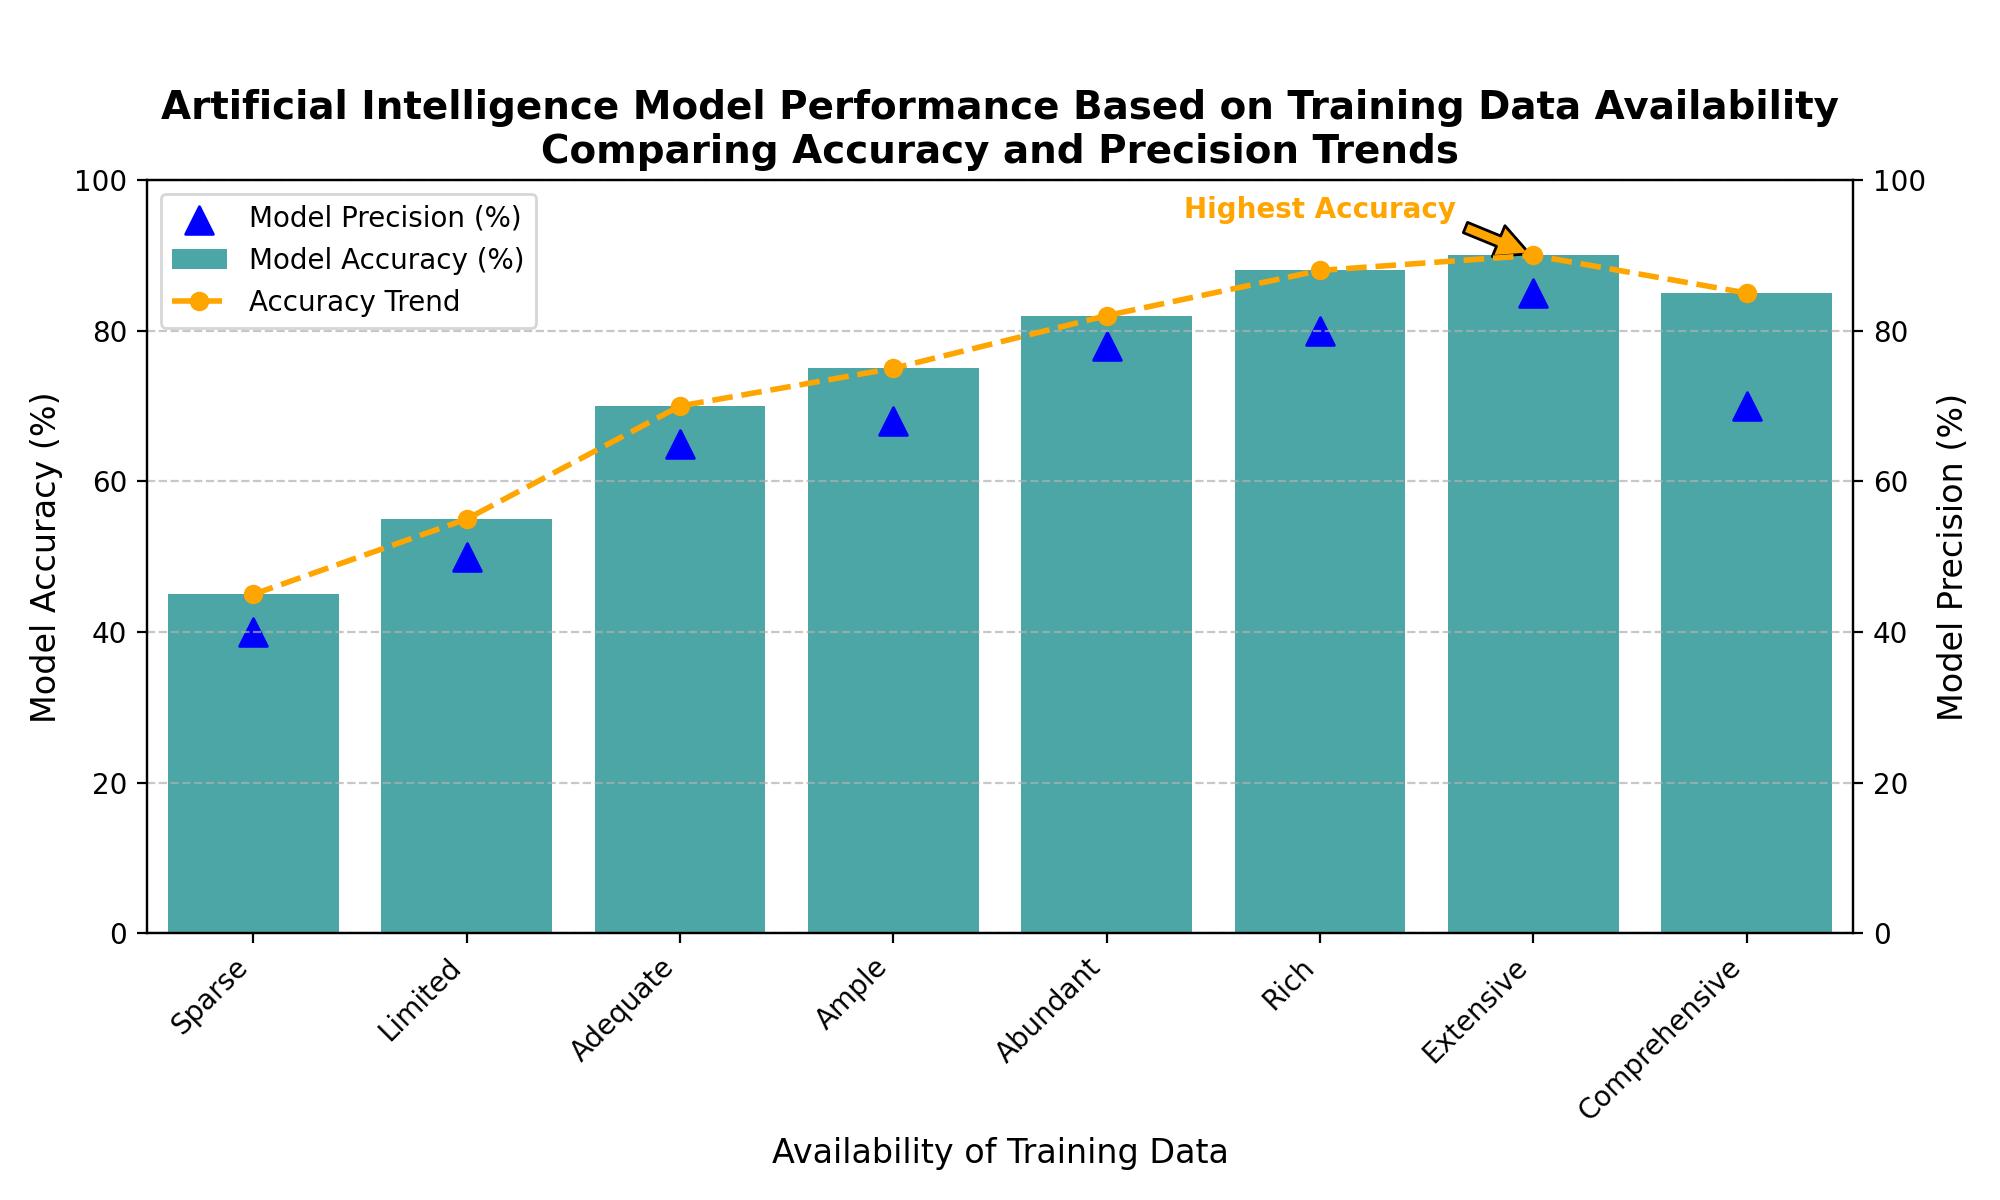 Artificial Intelligence Model Performance Based on Training Data Availability
Comparing Accuracy and Precision Trends
Model Precision (%)
Model Accuracy (%)
Accuracy Trend
Highest Accuracy
Model Accuracy (%)
100
80
60
40
20
0
Model Precision (%)
100
80
60
40
20
0
Sparse
Limited
Adequate
Ample
Abundant
Rich
Extensive
Comprehensive
Availability of Training Data